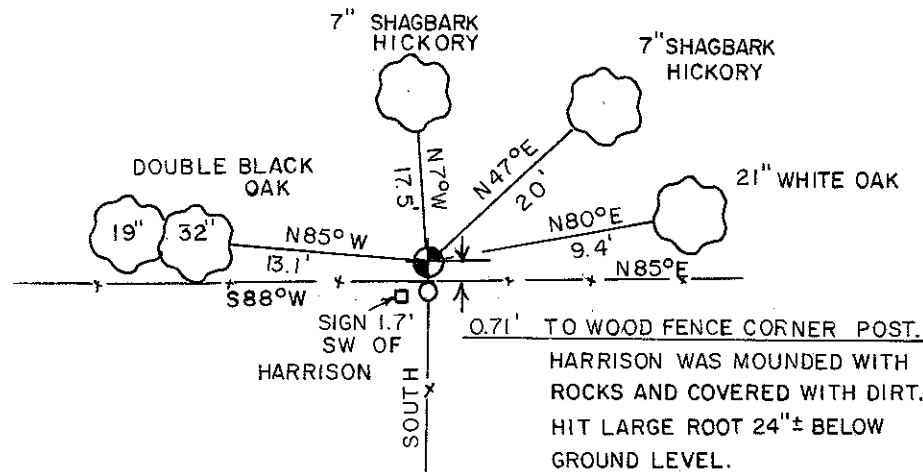 7" SHAGBARK
HICKORY
7" SHAGBARK
HICKORY
DOUBLE BLACK
OAK
21" WHITE OAK
19"
32"
N85°W
13.1'
N7°W
17.5'
N47°E
20'
N80°E
9.4'
N85°E
S88°W
SIGN 1.7'
SW OF
HARRISON
SOUTH
0.71' TO WOOD FENCE CORNER POST.
HARRISON WAS MOUNDED WITH
ROCKS AND COVERED WITH DIRT.
HIT LARGE ROOT 24"± BELOW
GROUND LEVEL.